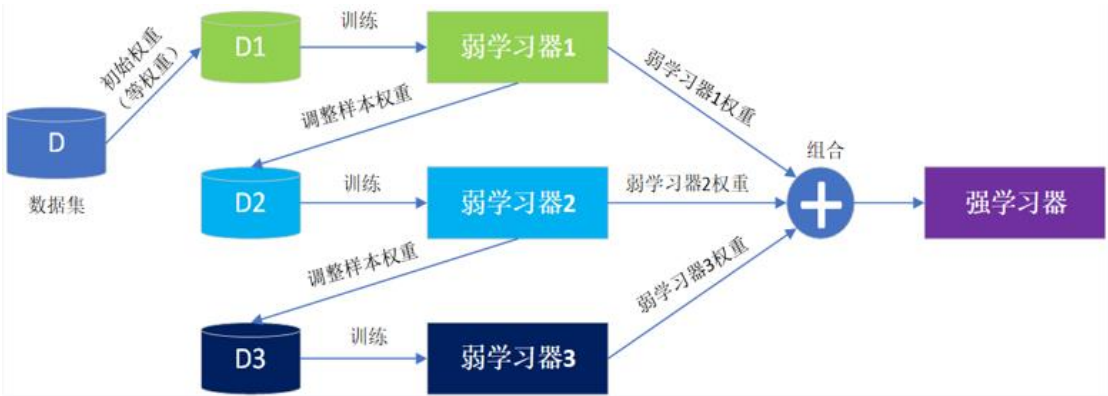 D1
训练
弱学习器1
初始权重
（等权重）
弱学习器1权重
调整样本权重
D
数据集
组合
D2
训练
弱学习器2
弱学习器2权重
强学习器
调整样本权重
弱学习器3权重
D3
训练
弱学习器3